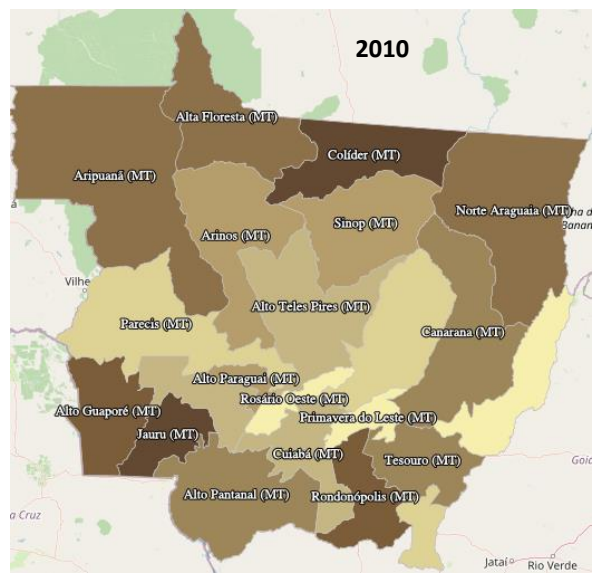 2010
Alta Floresta (MT)
Colíder (MT)
Aripuanã (MT)
Norte Araguaia (MT)
Arinos (MT)
Sinop (MT)
Banan
Vilhe
Alto Teles Pires (MT)
Parecis (MT)
Canarana (MT)
Alto Paraguai (MT)
Rosário Oeste (MT)
Alto Guaporé (MT)
Primavera do Leste (MT)
Jauru (MT)
Cuiabá (MT)
Tesouro (MT)
Goiá
Alto Pantanal (MT)
Rondonópolis (MT)
a Cruz
Jataí
Rio Verde